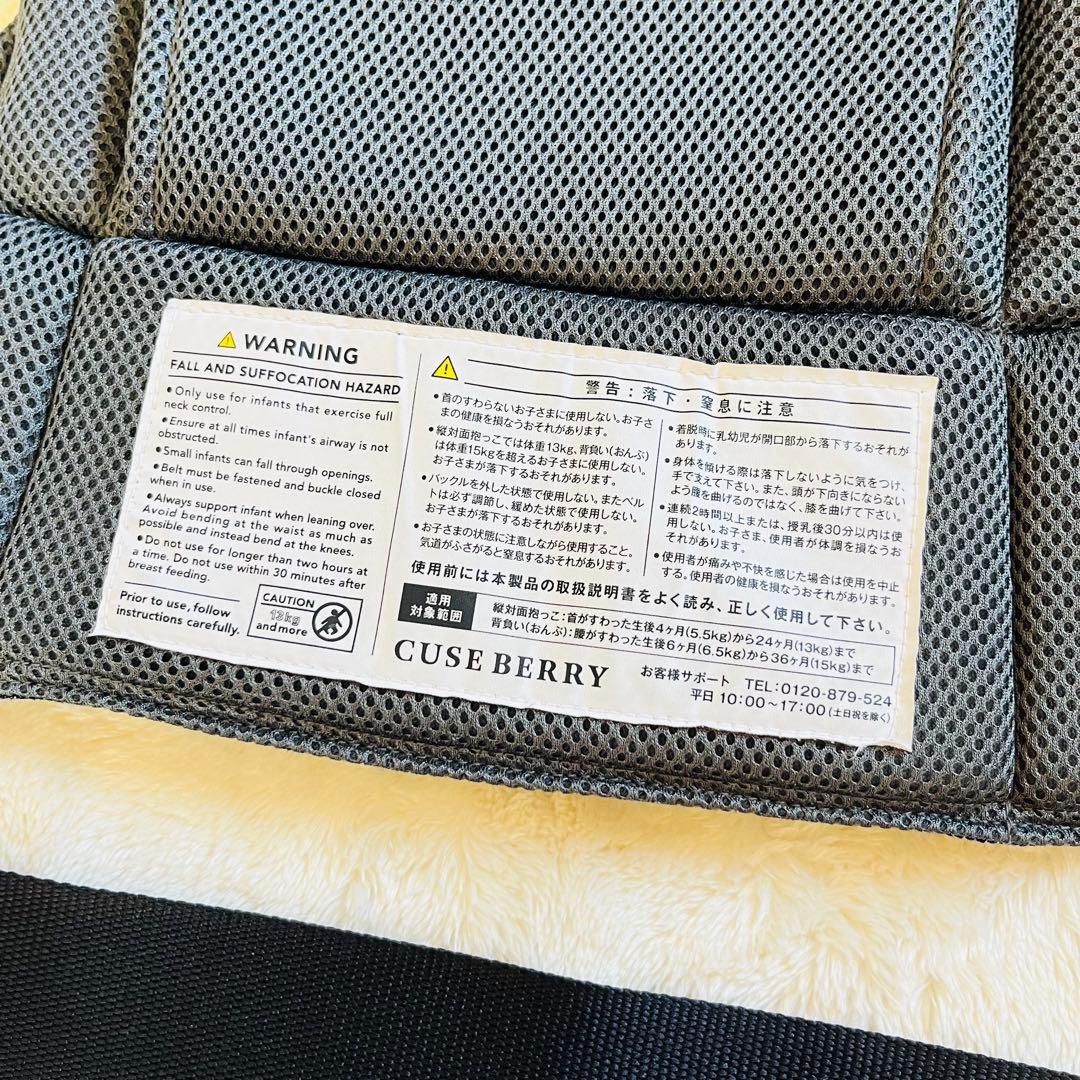 ⚠ WARNING
FALL AND SUFFOCATION HAZARD
•Only use for infants that exercise full
neck control.
•Ensure at all times infant's airway is not
obstructed.
•Small infants can fall through openings.
•Belt must be fastened and buckle closed
when in use.
•Always support infant when leaning over.
Avoid bending at the waist as much as
possible and instead bend at the knees.
•Do not use for longer than two hours at
a time. Do not use within 30 minutes after
breast feeding.
Prior to use, follow
instructions carefully.
CAUTION
13kg
and more
警告：落下・窒息に注意
•首のすわらないお子さまに使用しない。お子さ
まの健康を損なうおそれがあります。
•縦対面抱っこでは体重13kg、背負い(おんぶ)
は体重15kgを超えるお子さまに使用しない。
お子さまが落下するおそれがあります。
•バックルを外した状態で使用しない。またベル
トは必ず調節し、緩めた状態で使用しない。
お子さまが落下するおそれがあります。
•お子さまの状態に注意しながら使用すること。
気道がふさがると窒息するおそれがあります。
•着脱時に乳幼児が開口部から落下するおそれが
あります。
•身体を傾ける際は落下しないように気をつけ、
手で支えて下さい。また、頭が下向きにならない
よう腰を曲げるのではなく、膝を曲げて下さい。
•連続2時間以上または、授乳後30分以内は使
用しない。お子さま、使用者が体調を損なうお
それがあります。
•使用者が痛みや不快を感じた場合は使用を中止
する。使用者の健康を損なうおそれがあります。
使用前には本製品の取扱説明書をよく読み、正しく使用して下さい。
適用
対象範囲
縦対面抱っこ：首がすわった生後4ヶ月(5.5kg)から24ヶ月(13kg)まで
背負い(おんぶ)：腰がすわった生後6ヶ月(6.5kg)から36ヶ月(15kg)まで
CUSE BERRY
お客様サポート TEL:0120-879-524
平日 10:00～17:00(土日祝を除く)